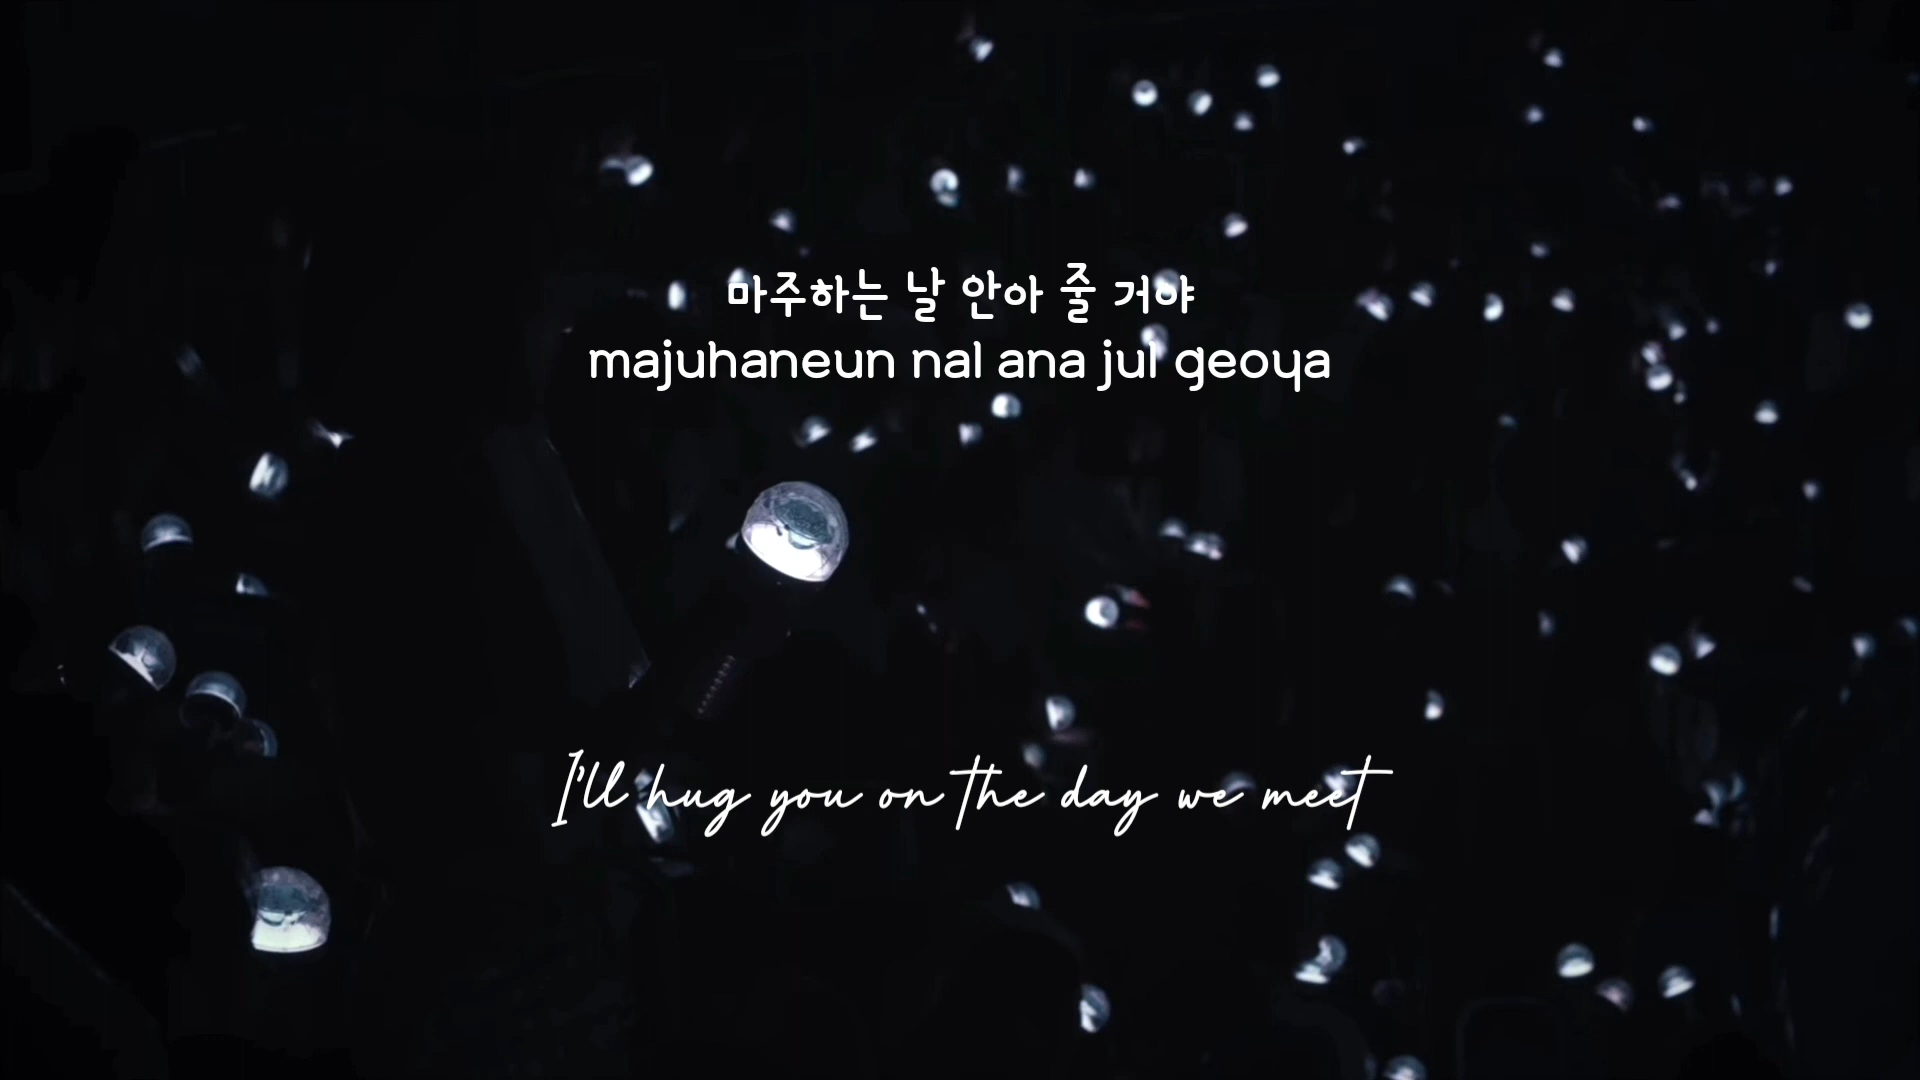 마주하는 날 안아 줄 거야
majuhaneun nal ana jul geoya
I'll hug you on the day we meet